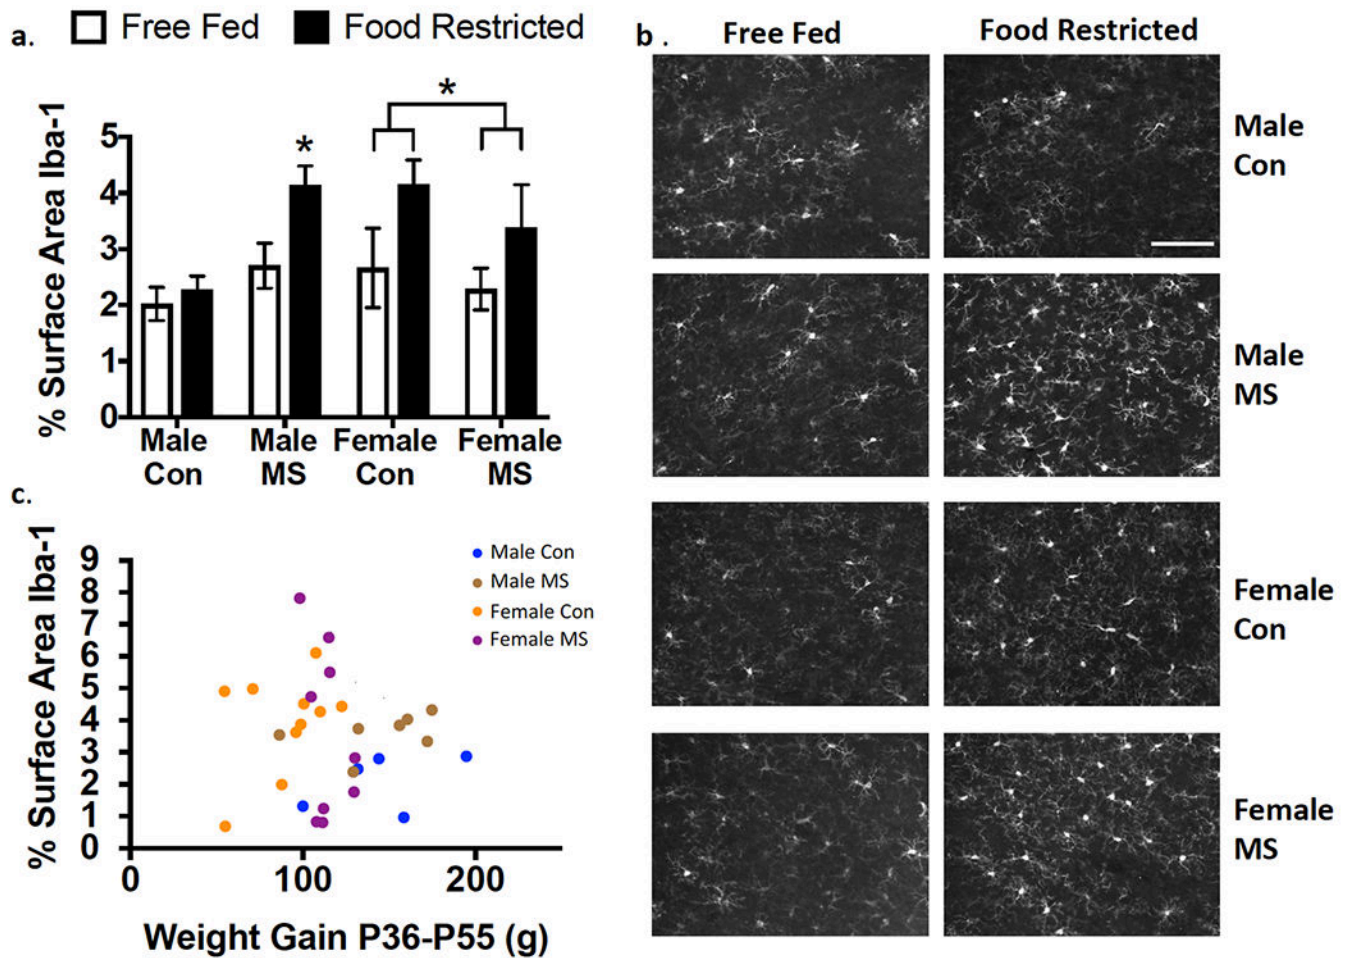 a.
Free Fed
Food Restricted
*
*
% Surface Area Iba-1
5
4
3
2
1
0
Male
Con
Male
MS
Female
Con
Female
MS
b .
Free Fed
Food Restricted
Male
Con
Male
MS
Female
Con
Female
MS
c.
% Surface Area Iba-1
9
8
7
6
5
4
3
2
1
0
Male Con
Male MS
Female Con
Female MS
0
100
200
Weight Gain P36-P55 (g)